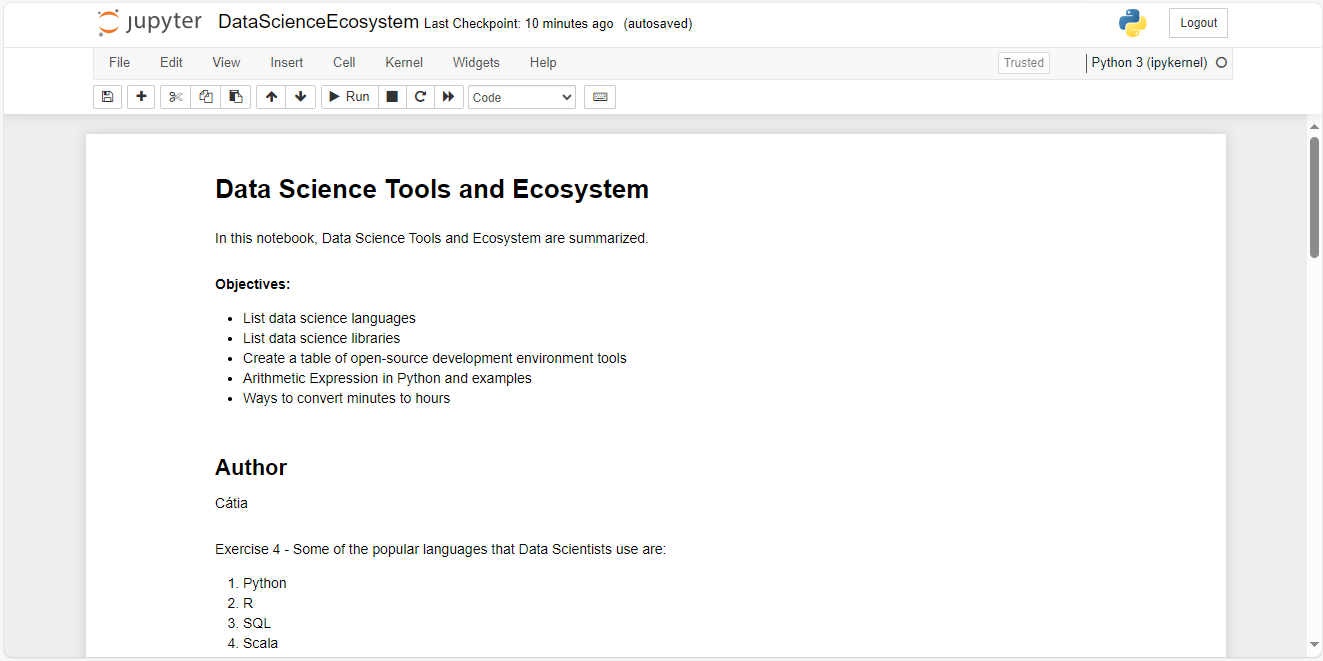 jupyter DataScienceEcosystem Last Checkpoint: 10 minutes ago (autosaved) Logout
File Edit View Insert Cell Kernel Widgets Help Trusted Python 3 (ipykernel)
Run Code
Data Science Tools and Ecosystem
In this notebook, Data Science Tools and Ecosystem are summarized.
Objectives:
• List data science languages
• List data science libraries
• Create a table of open-source development environment tools
• Arithmetic Expression in Python and examples
• Ways to convert minutes to hours
Author
Cátia
Exercise 4 - Some of the popular languages that Data Scientists use are:
1. Python
2. R
3. SQL
4. Scala